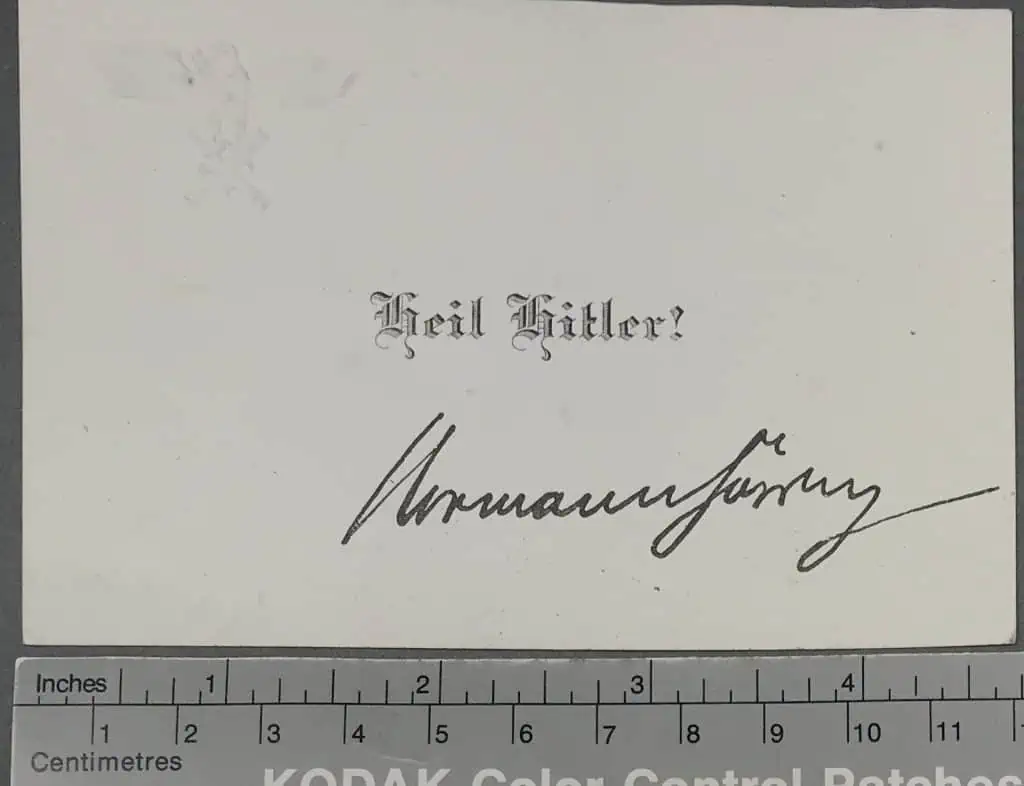 Heil Hitler!
Hermann Göring
Inches 1 2 3 4
1 2 3 4 5 6 7 8 9 10 11
Centimetres
KODAK Color Control Patches